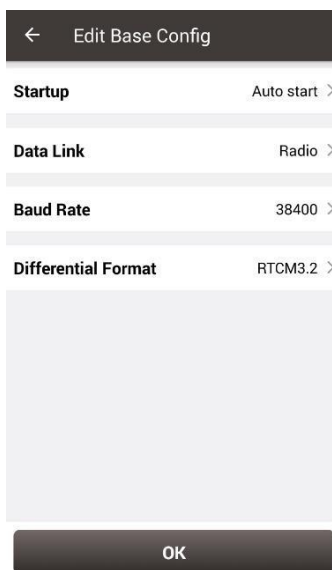 Edit Base Config
Startup Auto start
Data Link Radio
Baud Rate 38400
Differential Format RTCM3.2
OK